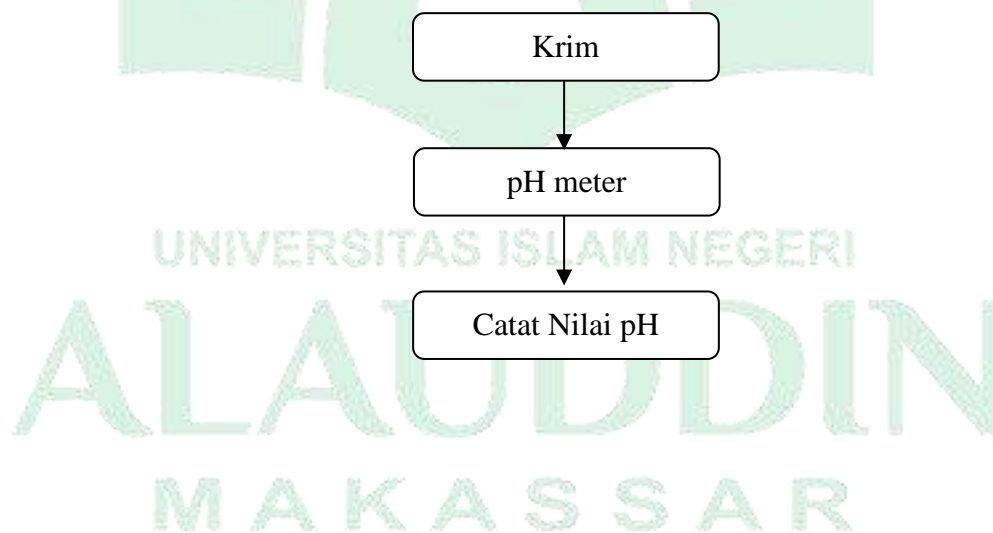 Krim
pH meter
UNIVERSITAS ISLAM NEGERI
Catat Nilai pH
ALAUDDIN
MAKASSAR